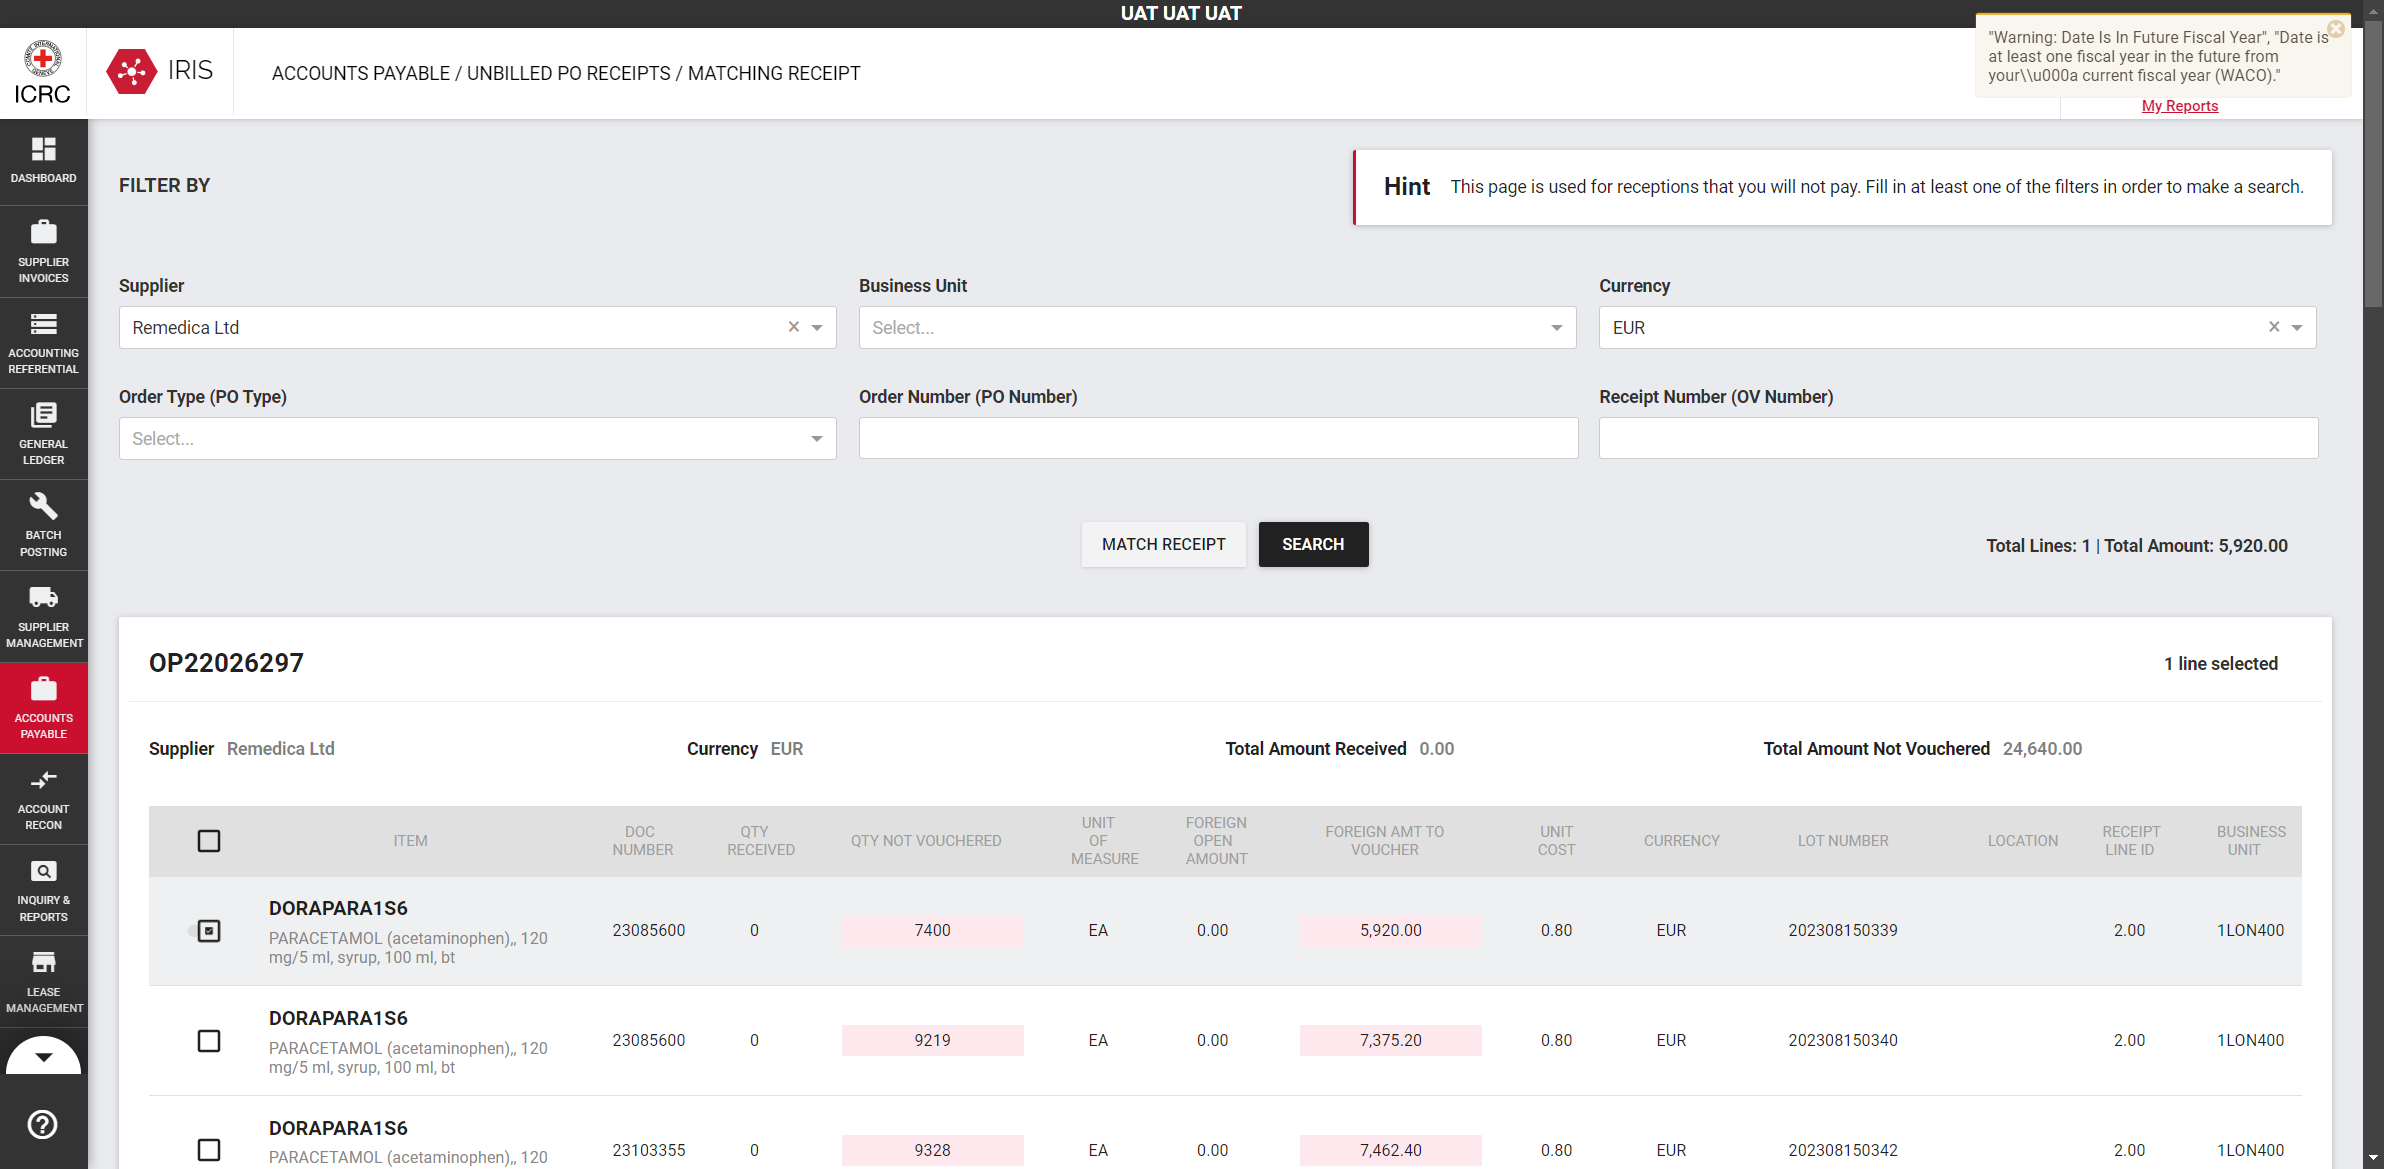 UAT UAT UAT
ICRC
IRIS
ACCOUNTS PAYABLE / UNBILLED PO RECEIPTS / MATCHING RECEIPT
"Warning: Date Is In Future Fiscal Year", "Date is
at least one fiscal year in the future from
your\\u000a current fiscal year (WACO)."
My Reports
DASHBOARD
SUPPLIER
INVOICES
ACCOUNTING
REFERENTIAL
GENERAL
LEDGER
BATCH
POSTING
SUPPLIER
MANAGEMENT
ACCOUNTS
PAYABLE
ACCOUNT
RECON
INQUIRY &
REPORTS
LEASE
MANAGEMENT
FILTER BY
Hint This page is used for receptions that you will not pay. Fill in at least one of the filters in order to make a search.
Supplier Business Unit Currency
Remedica Ltd Select... EUR
Order Type (PO Type) Order Number (PO Number) Receipt Number (OV Number)
Select...
MATCH RECEIPT SEARCH Total Lines: 1 | Total Amount: 5,920.00
OP22026297 1 line selected
Supplier Remedica Ltd Currency EUR Total Amount Received 0.00 Total Amount Not Vouchered 24,640.00
ITEM
DOC
NUMBER
QTY
RECEIVED
QTY NOT VOUCHERED
UNIT
OF
MEASURE
FOREIGN
OPEN
AMOUNT
FOREIGN AMT TO
VOUCHER
UNIT
COST
CURRENCY
LOT NUMBER
LOCATION
RECEIPT
LINE ID
BUSINESS
UNIT
DORAPARA1S6
PARACETAMOL (acetaminophen),, 120
mg/5 ml, syrup, 100 ml, bt
23085600 0 7400 EA 0.00 5,920.00 0.80 EUR 202308150339 2.00 1LON400
DORAPARA1S6
PARACETAMOL (acetaminophen),, 120
mg/5 ml, syrup, 100 ml, bt
23085600 0 9219 EA 0.00 7,375.20 0.80 EUR 202308150340 2.00 1LON400
DORAPARA1S6
PARACETAMOL (acetaminophen),, 120
23103355 0 9328 EA 0.00 7,462.40 0.80 EUR 202308150342 2.00 1LON400